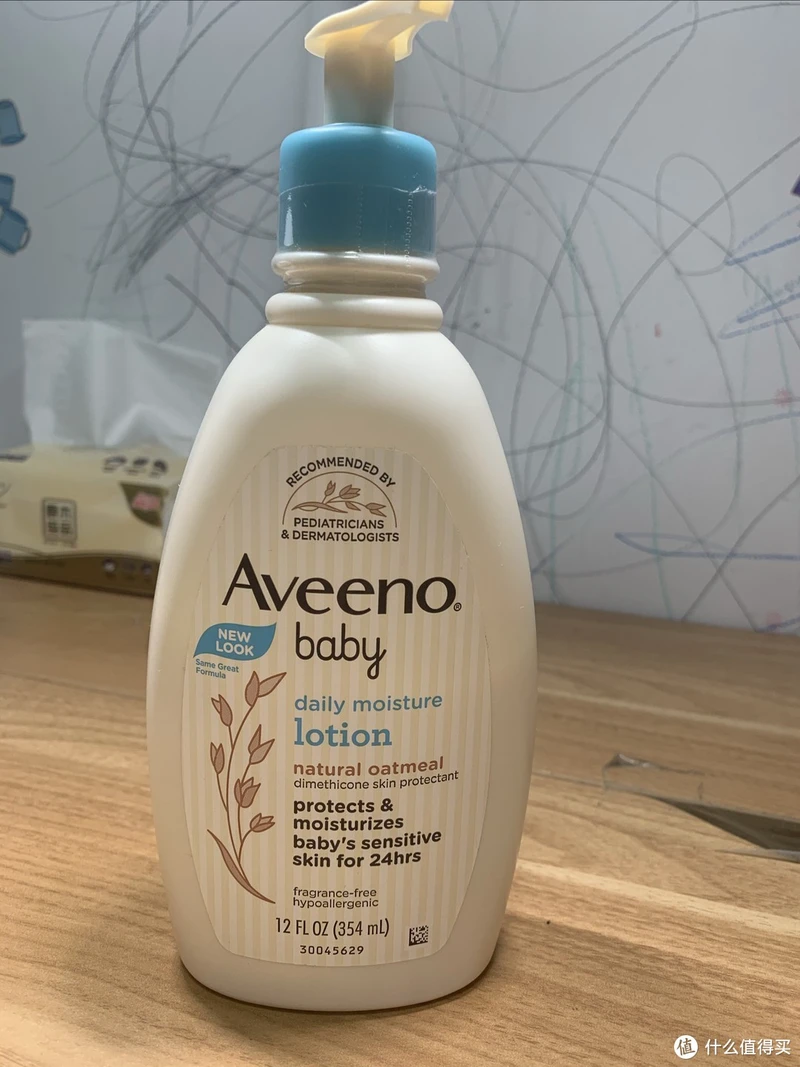 RECOMMENDED BY
PEDIATRICIANS
& DERMATOLOGISTS
Aveeno®
baby
NEW
LOOK
Same Great
Formula
daily moisture
lotion
natural oatmeal
dimethicone skin protectant
protects &
moisturizes
baby's sensitive
skin for 24hrs
fragrance-free
hypoallergenic
12 FL OZ (354 mL)
30045629
值 什么值得买